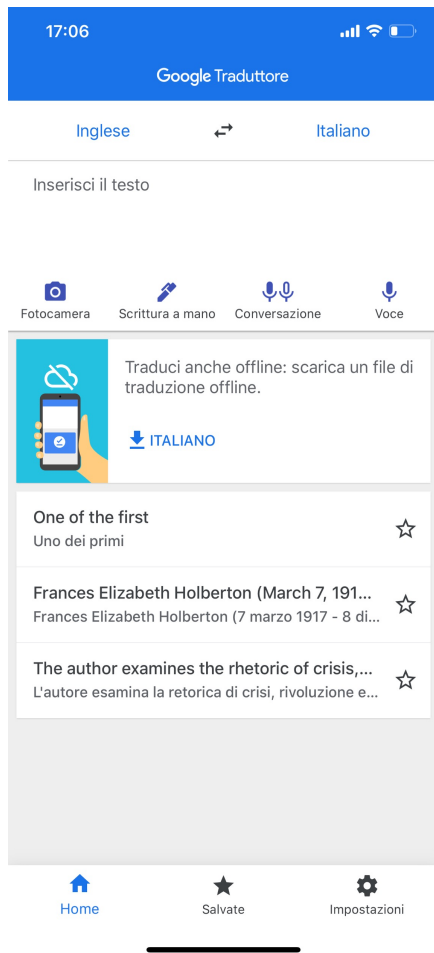 17:06
Google Traduttore
Inglese
Italiano
Inserisci il testo
Fotocamera
Scrittura a mano
Conversazione
Voce
Traduci anche offline: scarica un file di
traduzione offline.
ITALIANO
One of the first
Uno dei primi
Frances Elizabeth Holberton (March 7, 191...
Frances Elizabeth Holberton (7 marzo 1917 - 8 di...
The author examines the rhetoric of crisis,...
L'autore esamina la retorica di crisi, rivoluzione e...
Home
Salvate
Impostazioni